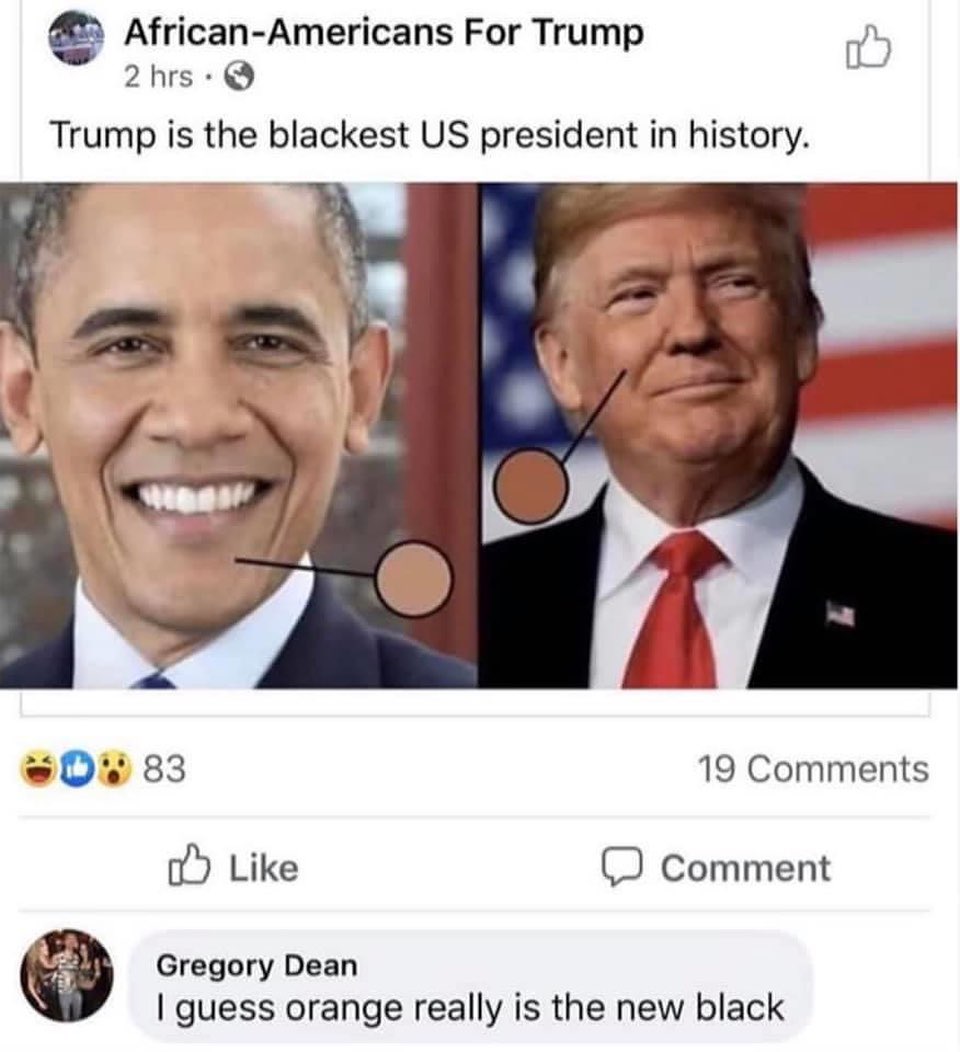 African-Americans For Trump
2 hrs ·
Trump is the blackest US president in history.
83
19 Comments
Like
Comment
Gregory Dean
I guess orange really is the new black